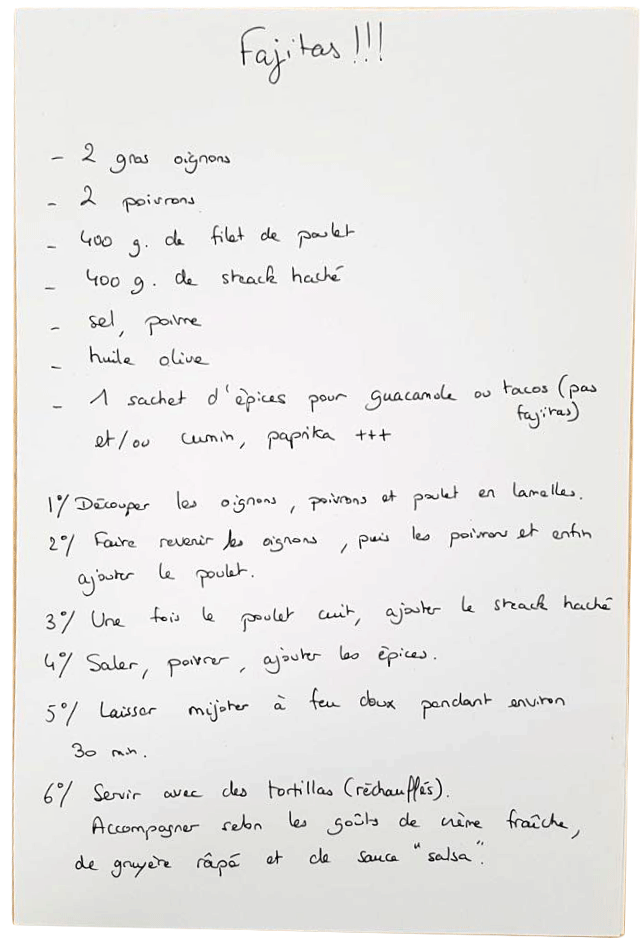 Fajitas !!!
- 2 gros oignons
- 2 poivrons
- 400 g. de filet de poulet
- 400 g. de steack haché
- sel, poivre
- huile olive
- 1 sachet d'épices pour guacamole ou tacos (pas
fajitas)
et/ou cumin, paprika +++
1°/ Découper les oignons, poivrons et poulet en lamelles.
2°/ Faire revenir les oignons, puis les poivrons et enfin
ajouter le poulet.
3°/ Une fois le poulet cuit, ajouter le steack haché
4°/ Saler, poivrer, ajouter les épices.
5°/ Laisser mijoter à feu doux pendant environ
30 min.
6°/ Servir avec des tortillas (réchauffés).
Accompagner selon les goûts de crème fraîche,
de gruyère râpé et de sauce "salsa".